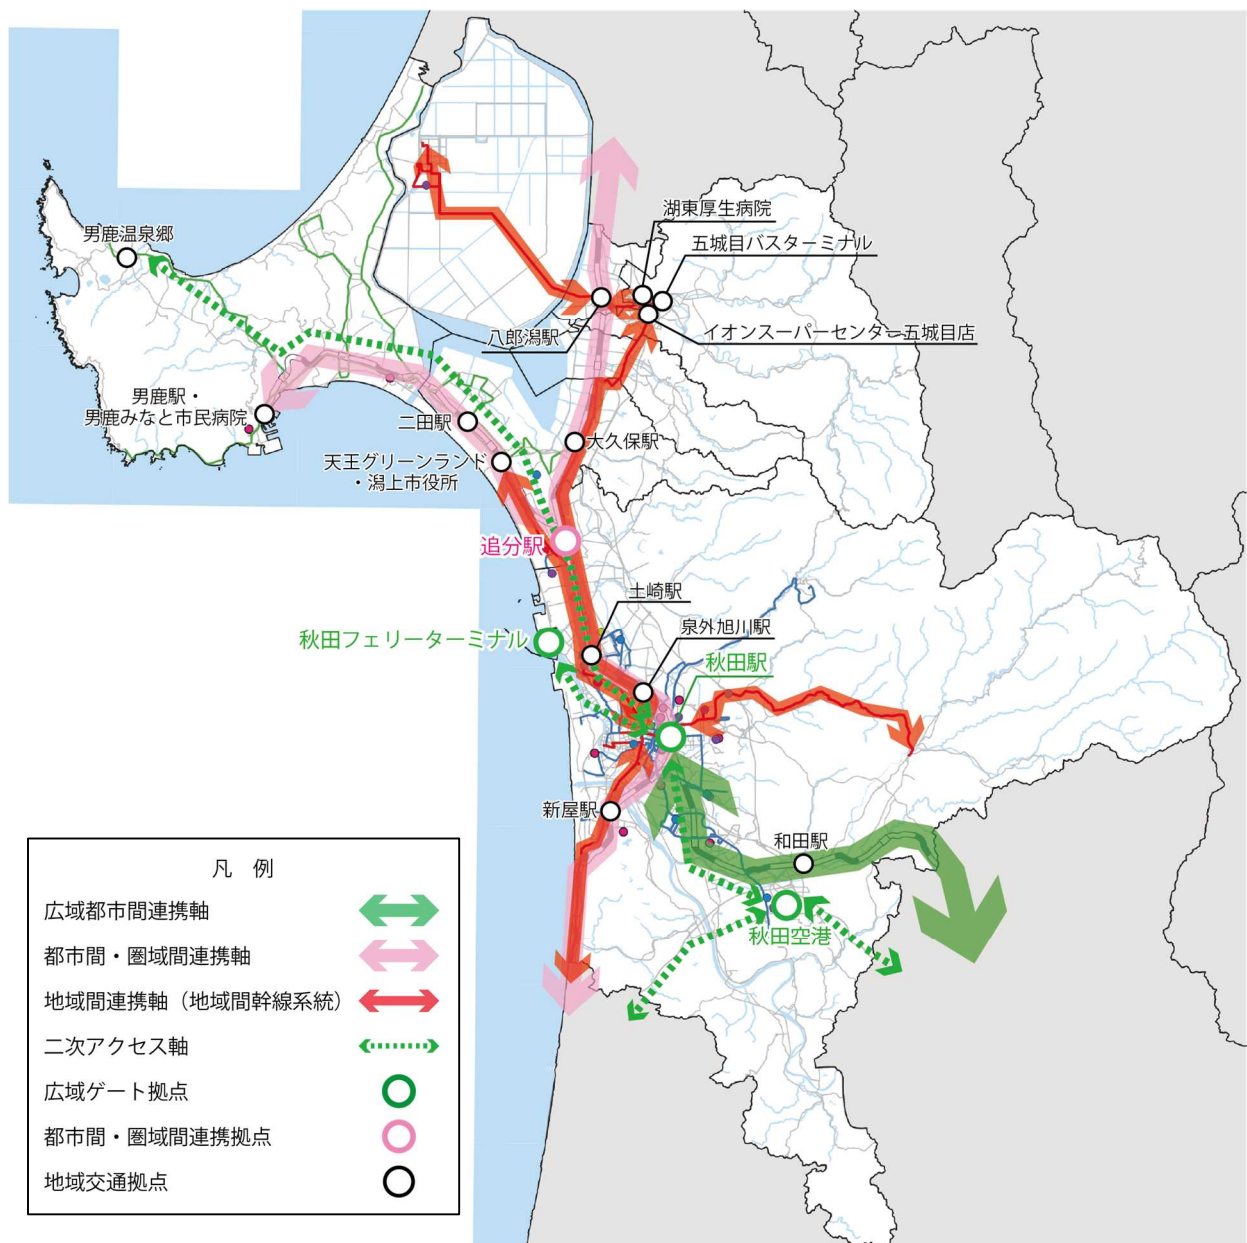 湖東厚生病院
五城目バスターミナル
男鹿温泉郷
八郎潟駅
イオンスーパーセンター五城目店
男鹿駅・
男鹿みなと市民病院
二田駅
大久保駅
天王グリーンランド
・潟上市役所
追分駅
土崎駅
泉外旭川駅
秋田フェリーターミナル
秋田駅
新屋駅
和田駅
秋田空港
凡 例
広域都市間連携軸
都市間・圏域間連携軸
地域間連携軸（地域間幹線系統）
二次アクセス軸
広域ゲート拠点
都市間・圏域間連携拠点
地域交通拠点